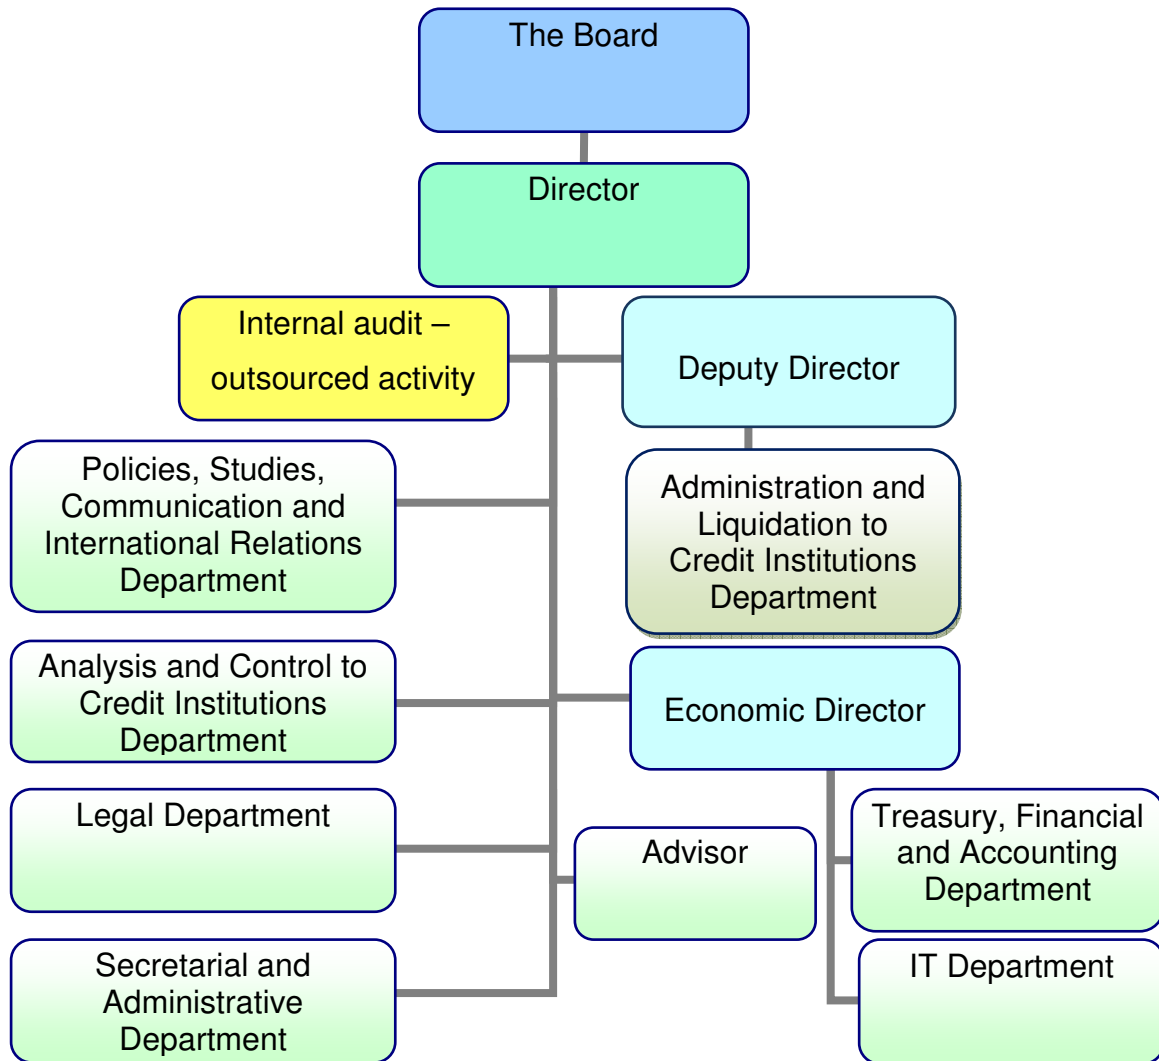 The Board
Director
Internal audit –
outsourced activity
Deputy Director
Policies, Studies,
Communication and
International Relations
Department
Administration and
Liquidation to
Credit Institutions
Department
Analysis and Control to
Credit Institutions
Department
Economic Director
Legal Department
Advisor
Treasury, Financial
and Accounting
Department
Secretarial and
Administrative
Department
IT Department